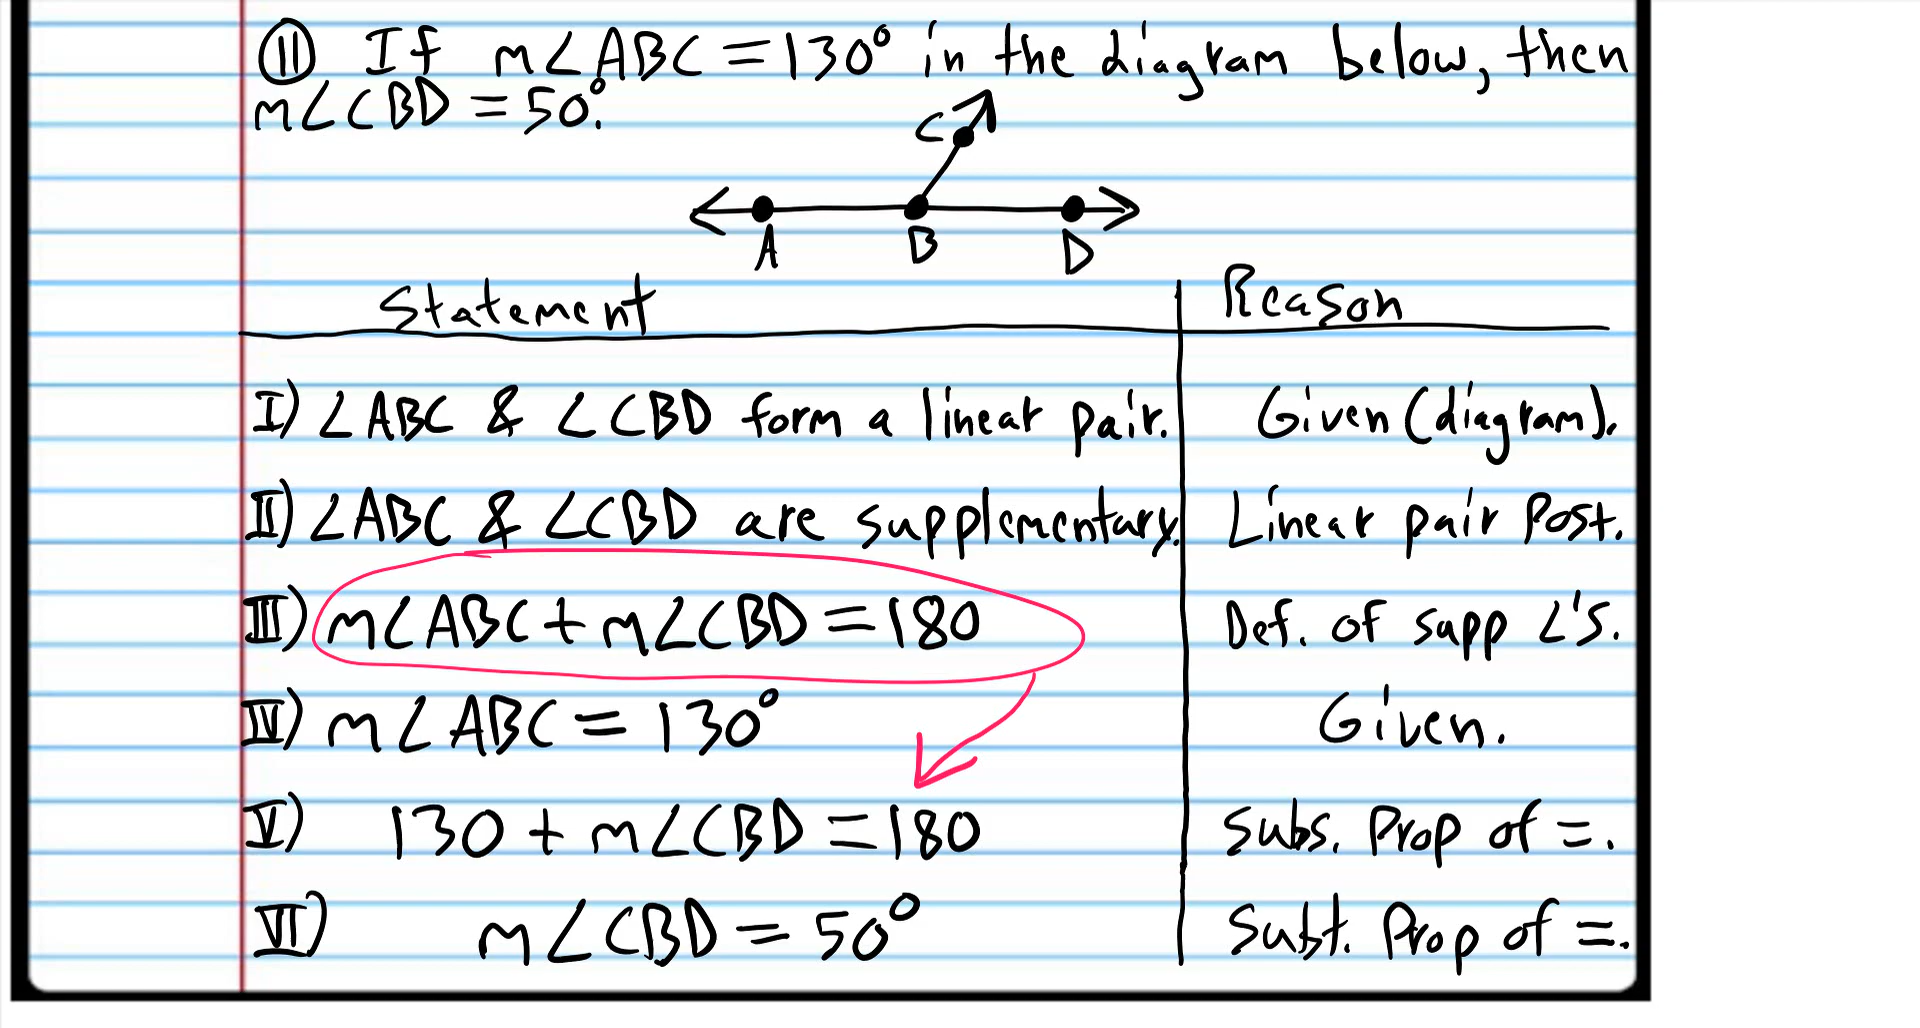 ⑪ If m∠ABC = 130° in the diagram below, then
m∠CBD = 50°.
C
A B D
Statement Reason
I) ∠ABC & ∠CBD form a linear pair. Given (diagram).
II) ∠ABC & ∠CBD are supplementary. Linear pair Post.
III) m∠ABC + m∠CBD = 180 Def. of supp ∠'s.
IV) m∠ABC = 130° Given.
V) 130 + m∠CBD = 180 Subs. Prop of =.
VI) m∠CBD = 50° Subt. Prop of =.